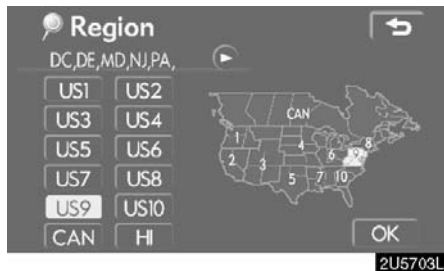 Region
DC,DE,MD,NJ,PA,
US1 US2
US3 US4
US5 US6
US7 US8
US9 US10
CAN HI
CAN
1 2 3 4 5 6 7 10 9 8
OK
2U5703L